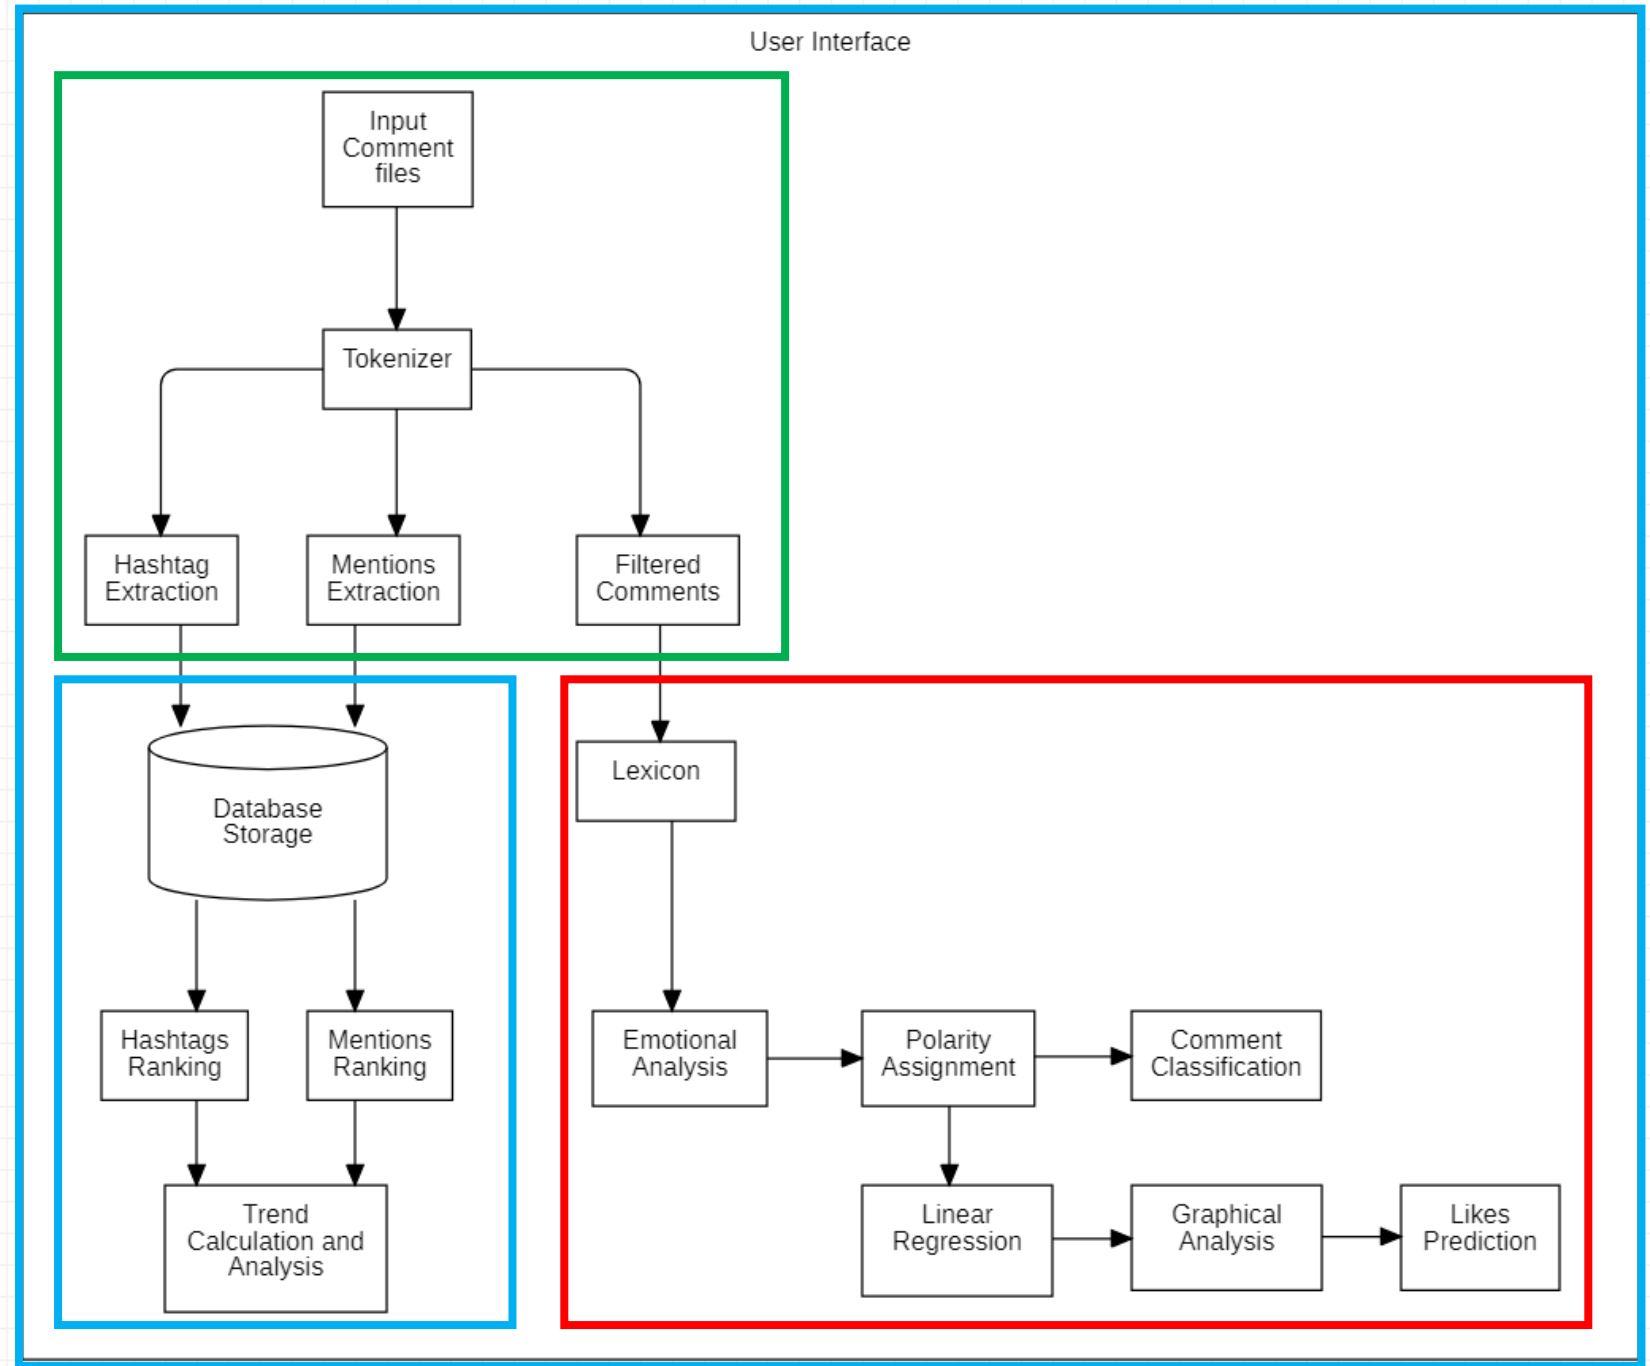 User Interface
Input
Comment
files
Tokenizer
Hashtag
Extraction
Mentions
Extraction
Filtered
Comments
Database
Storage
Lexicon
Hashtags
Ranking
Mentions
Ranking
Emotional
Analysis
Polarity
Assignment
Comment
Classification
Trend
Calculation and
Analysis
Linear
Regression
Graphical
Analysis
Likes
Prediction